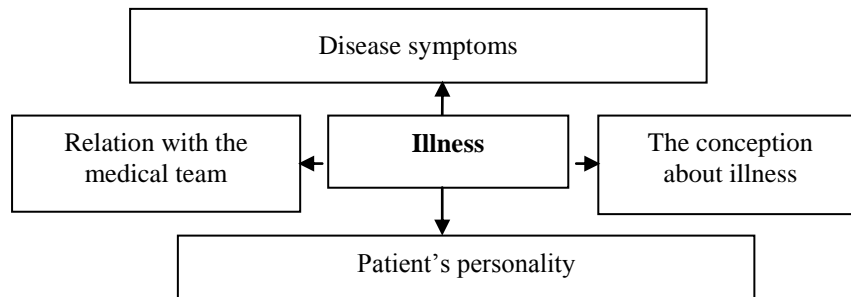 Disease symptoms
Relation with the
medical team
Illness
The conception
about illness
Patient’s personality